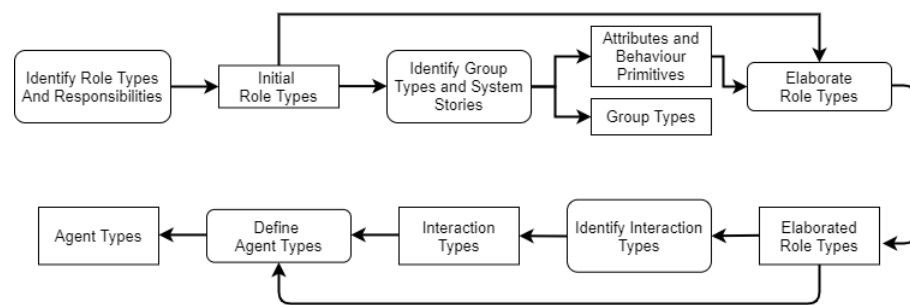 Identify Role Types
And Responsibilities
Initial
Role Types
Identify Group
Types and System
Stories
Attributes and
Behaviour
Primitives
Group Types
Elaborate
Role Types
Agent Types
Define
Agent Types
Interaction
Types
Identify Interaction
Types
Elaborated
Role Types